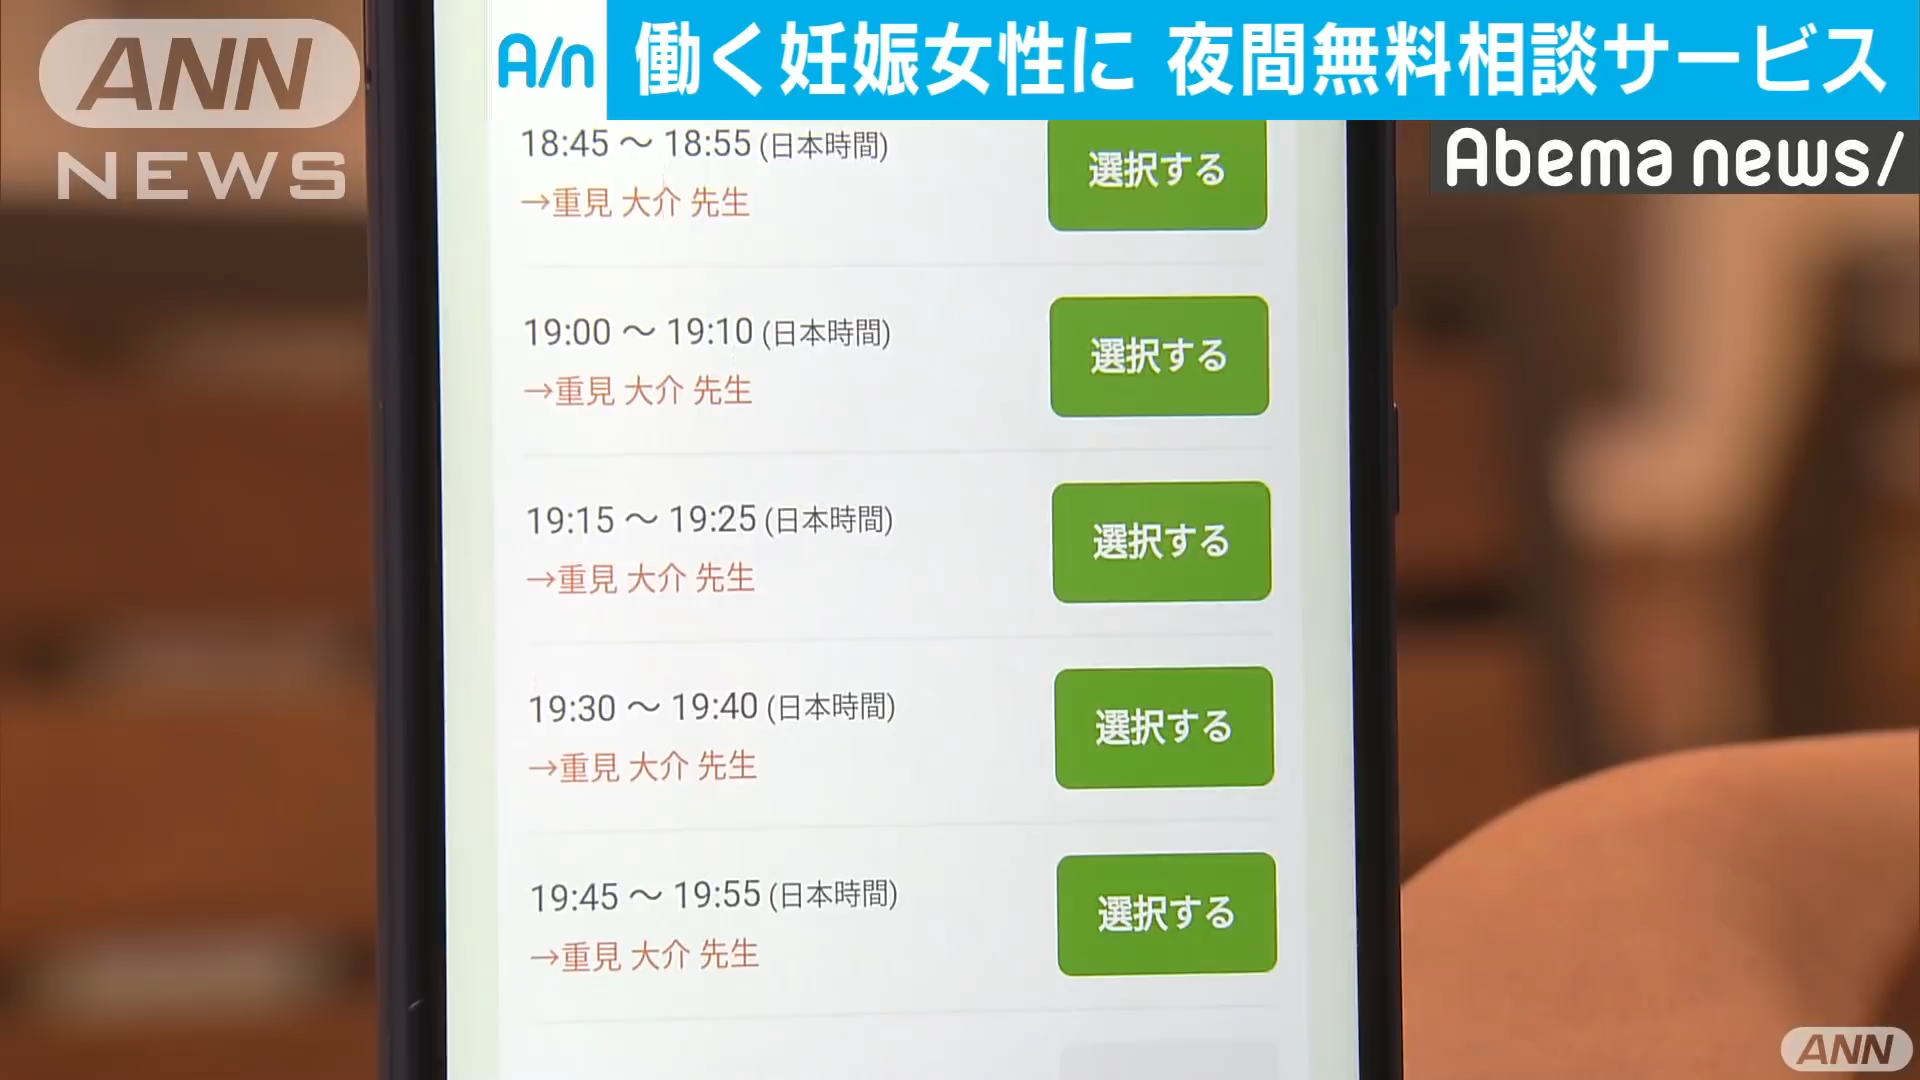 ANN
NEWS
A/n
働く妊娠女性に 夜間無料相談サービス
Abema news/
18:45 〜 18:55 (日本時間)
→重見 大介 先生
選択する
19:00 〜 19:10 (日本時間)
→重見 大介 先生
選択する
19:15 〜 19:25 (日本時間)
→重見 大介 先生
選択する
19:30 〜 19:40 (日本時間)
→重見 大介 先生
選択する
19:45 〜 19:55 (日本時間)
→重見 大介 先生
選択する
ANN